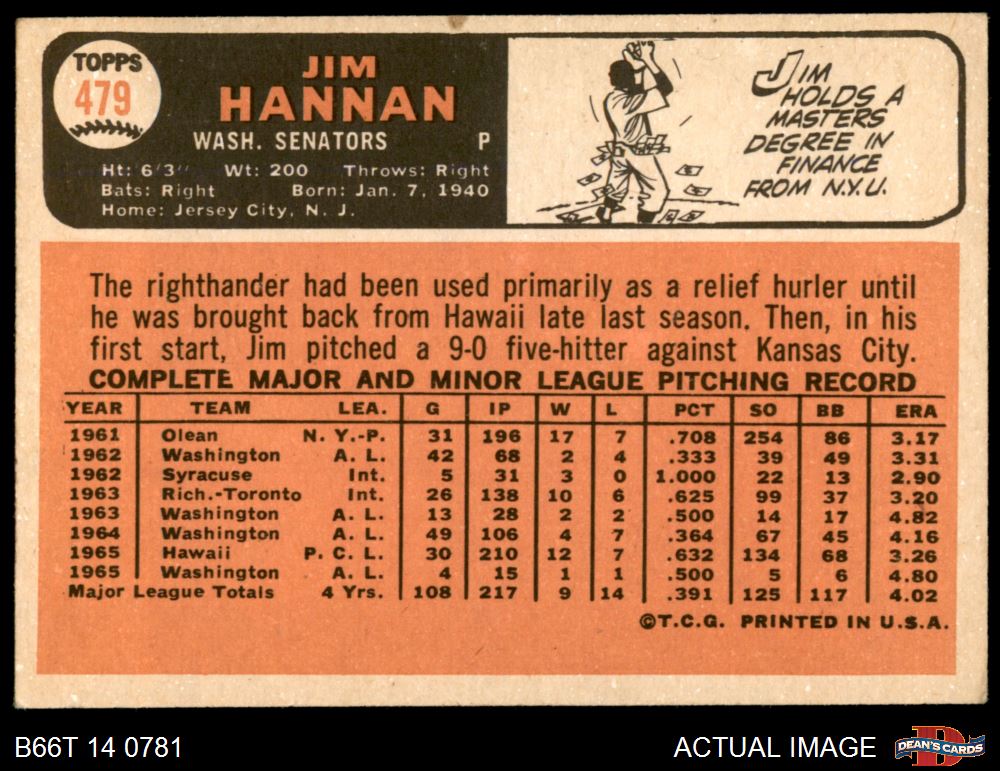 TOPPS
479
JIM
HANNAN
WASH. SENATORS P
Ht: 6'3" Wt: 200 Throws: Right
Bats: Right Born: Jan. 7, 1940
Home: Jersey City, N. J.
JIM
HOLDS A
MASTERS
DEGREE IN
FINANCE
FROM N.Y.U.
The righthander had been used primarily as a relief hurler until
he was brought back from Hawaii late last season. Then, in his
first start, Jim pitched a 9-0 five-hitter against Kansas City.
COMPLETE MAJOR AND MINOR LEAGUE PITCHING RECORD
YEAR TEAM LEA. G IP W L PCT SO BB ERA
1961 Olean N. Y.-P. 31 196 17 7 .708 254 86 3.17
1962 Washington A. L. 42 68 2 4 .333 39 49 3.31
1962 Syracuse Int. 5 31 3 0 1.000 22 13 2.90
1963 Rich.-Toronto Int. 26 138 10 6 .625 99 37 3.20
1963 Washington A. L. 13 28 2 2 .500 14 17 4.82
1964 Washington A. L. 49 106 4 7 .364 67 45 4.16
1965 Hawaii P. C. L. 30 210 12 7 .632 134 68 3.26
1965 Washington A. L. 4 15 1 1 .500 5 6 4.80
Major League Totals 4 Yrs. 108 217 9 14 .391 125 117 4.02
©T.C.G. PRINTED IN U.S.A.
B66T 14 0781 ACTUAL IMAGE D DEAN'S CARDS